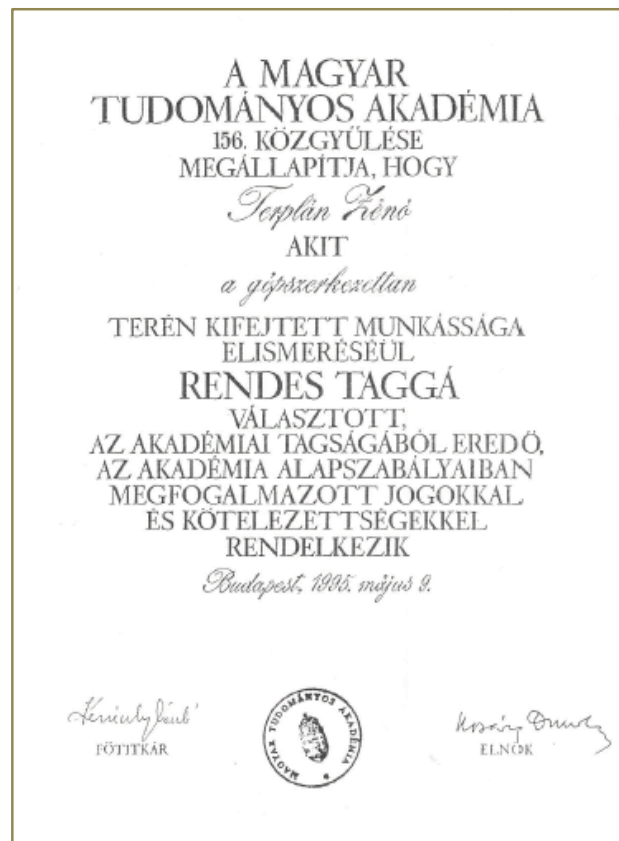 A MAGYAR
TUDOMÁNYOS AKADÉMIA
156. KÖZGYŰLÉSE
MEGÁLLAPÍTJA, HOGY
Terplán Zénó
AKIT
a gépszerkezettan
TERÉN KIFEJTETT MUNKÁSSÁGA
ELISMERÉSÉÜL
RENDES TAGGÁ
VÁLASZTOTT,
AZ AKADÉMIAI TAGSÁGÁBÓL EREDŐ,
AZ AKADÉMIA ALAPSZABÁLYAIBAN
MEGFOGALMAZOTT JOGOKKAL
ÉS KÖTELEZETTSÉGEKKEL
RENDELKEZIK
Budapest, 1995. május 9.
FŐTITKÁR
MAGYAR TUDOMÁNYOS AKADÉMIA
ELNÖK